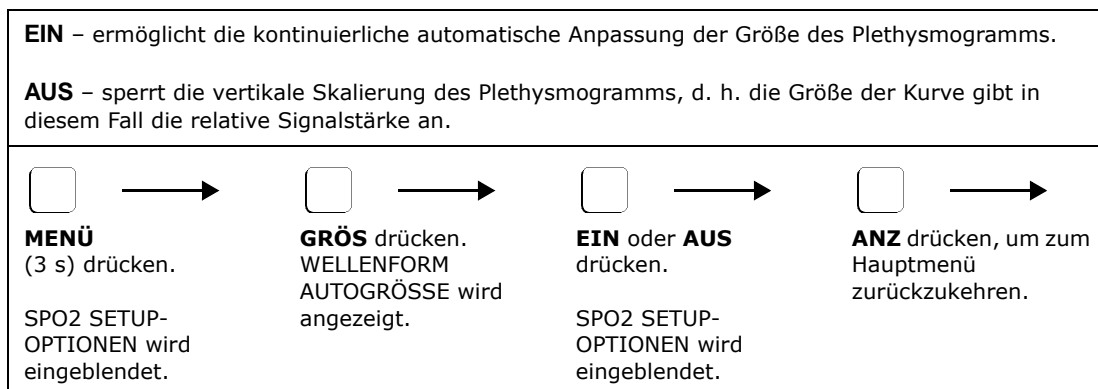 EIN – ermöglicht die kontinuierliche automatische Anpassung der Größe des Plethysmogramms.
AUS – sperrt die vertikale Skalierung des Plethysmogramms, d. h. die Größe der Kurve gibt in
diesem Fall die relative Signalstärke an.
MENÜ
(3 s) drücken.
SPO2 SETUP-
OPTIONEN wird
eingeblendet.
GRÖS drücken.
WELLENFORM
AUTOGRÖSSE wird
angezeigt.
EIN oder AUS
drücken.
SPO2 SETUP-
OPTIONEN wird
eingeblendet.
ANZ drücken, um zum
Hauptmenü
zurückzukehren.